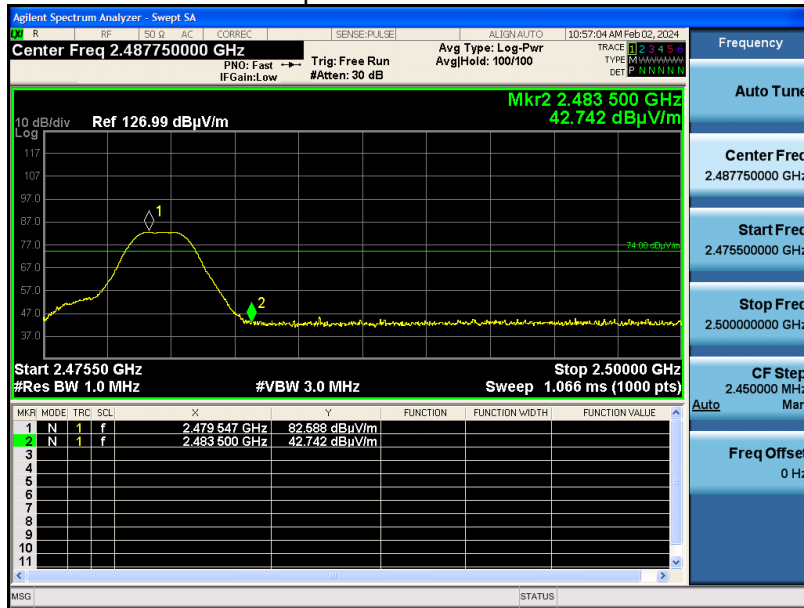 Agilent Spectrum Analyzer - Swept SA
LXI R RF 50 Ω AC CORREC SENSE:PULSE ALIGN AUTO 10:57:04 AM Feb 02, 2024
Center Freq 2.487750000 GHz
PNO: Fast
IFGain:Low
Trig: Free Run
#Atten: 30 dB
Avg Type: Log-Pwr
Avg|Hold: 100/100
TRACE 1 2 3 4 5 6
TYPE M WWWWW
DET P N N N N N
Mkr2 2.483 500 GHz
42.742 dBµV/m
10 dB/div Ref 126.99 dBµV/m
Log
117
107
97.0
87.0
77.0
67.0
57.0
47.0
37.0
1
2
74.00 dBµV/m
Start 2.47550 GHz Stop 2.50000 GHz
#Res BW 1.0 MHz #VBW 3.0 MHz Sweep 1.066 ms (1000 pts)
MKR MODE TRC SCL X Y FUNCTION FUNCTION WIDTH FUNCTION VALUE
1 N 1 f 2.479 547 GHz 82.588 dBµV/m
2 N 1 f 2.483 500 GHz 42.742 dBµV/m
3
4
5
6
7
8
9
10
11
MSG STATUS
Frequency
Auto Tune
Center Freq
2.487750000 GHz
Start Freq
2.475500000 GHz
Stop Freq
2.500000000 GHz
CF Step
2.450000 MHz
Auto Man
Freq Offset
0 Hz